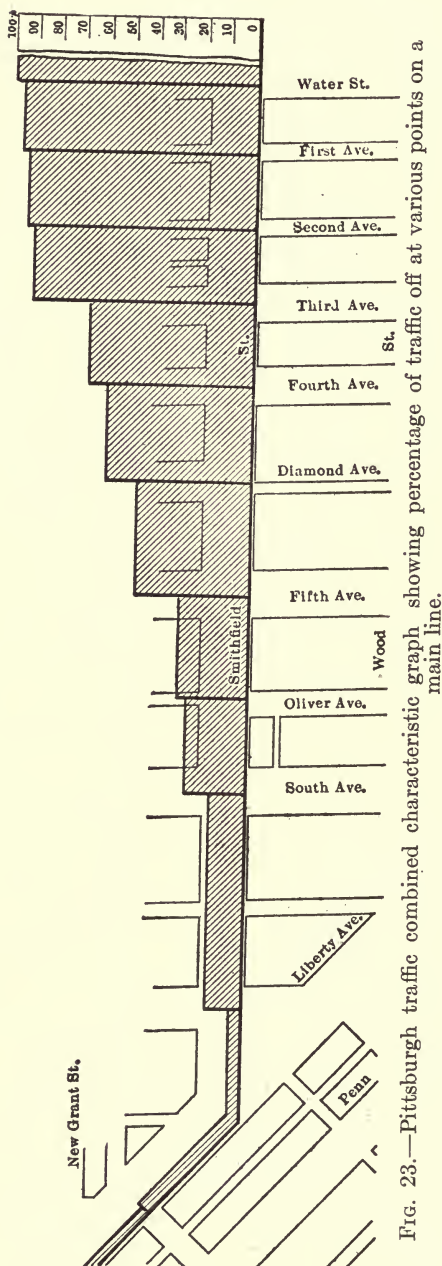 100%
90
80
70
60
50
40
30
20
10
0
Water St.
First Ave.
Second Ave.
Third Ave.
Fourth Ave.
Diamond Ave.
Fifth Ave.
Oliver Ave.
South Ave.
Smithfield St.
Wood St.
Liberty Ave.
New Grant St.
Penn
FIG. 23.—Pittsburgh traffic combined characteristic graph showing percentage of traffic off at various points on a
main line.